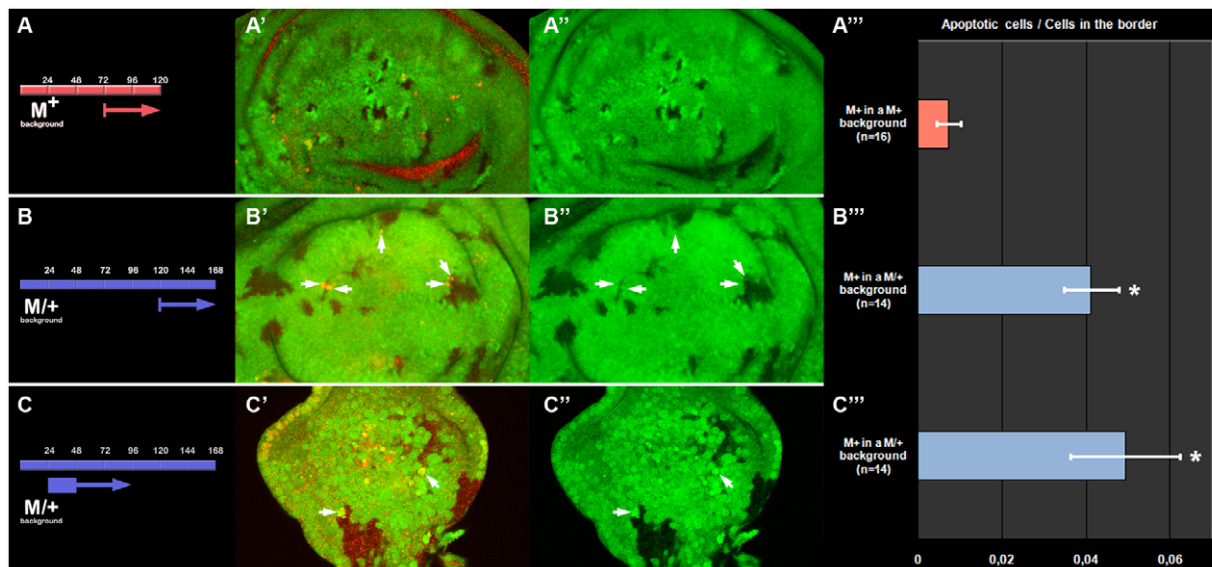 A
24 48 72 96 120
M+
background
A’
A’’
A’’’
Apoptotic cells / Cells in the border
M+ in a M+
background
(n=16)
B
24 48 72 96 120 144 168
M/+
background
B’
B’’
B’’’
M+ in a M/+
background
(n=14)
*
C
24 48 72 96 120 144 168
M/+
background
C’
C’’
C’’’
M+ in a M/+
background
(n=14)
*
0 0,02 0,04 0,06